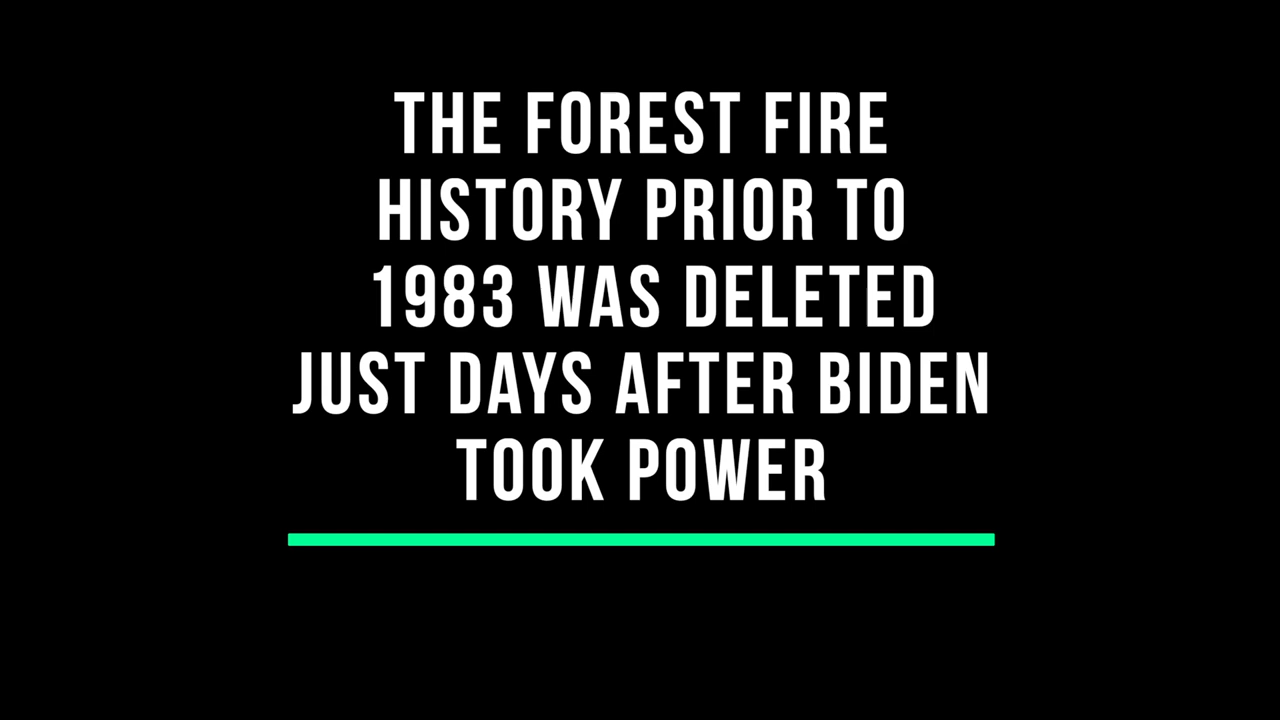 THE FOREST FIRE
HISTORY PRIOR TO
1983 WAS DELETED
JUST DAYS AFTER BIDEN
TOOK POWER